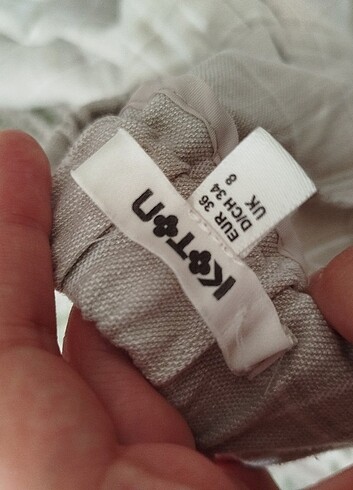 KOTON
EUR 36
D/CH 34
UK 8